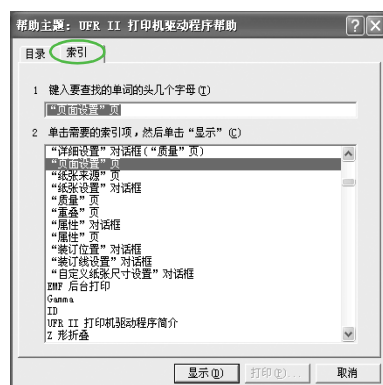 帮助主题: UFR II 打印机驱动程序帮助
目录
索引
1 键入要查找的单词的头几个字母(T)
“页面设置”页
2 单击需要的索引项，然后单击“显示”(C)
“详细设置”对话框(“质量”页)
“页面设置”页
“纸张来源”页
“纸张设置”对话框
“质量”页
“重叠”页
“属性”对话框
“属性”页
“装订位置”对话框
“装订线设置”对话框
“自定义纸张尺寸设置”对话框
EMF 后台打印
Gamma
ID
UFR II 打印机驱动程序简介
Z 形折叠
显示(D)
打印(P)...
取消